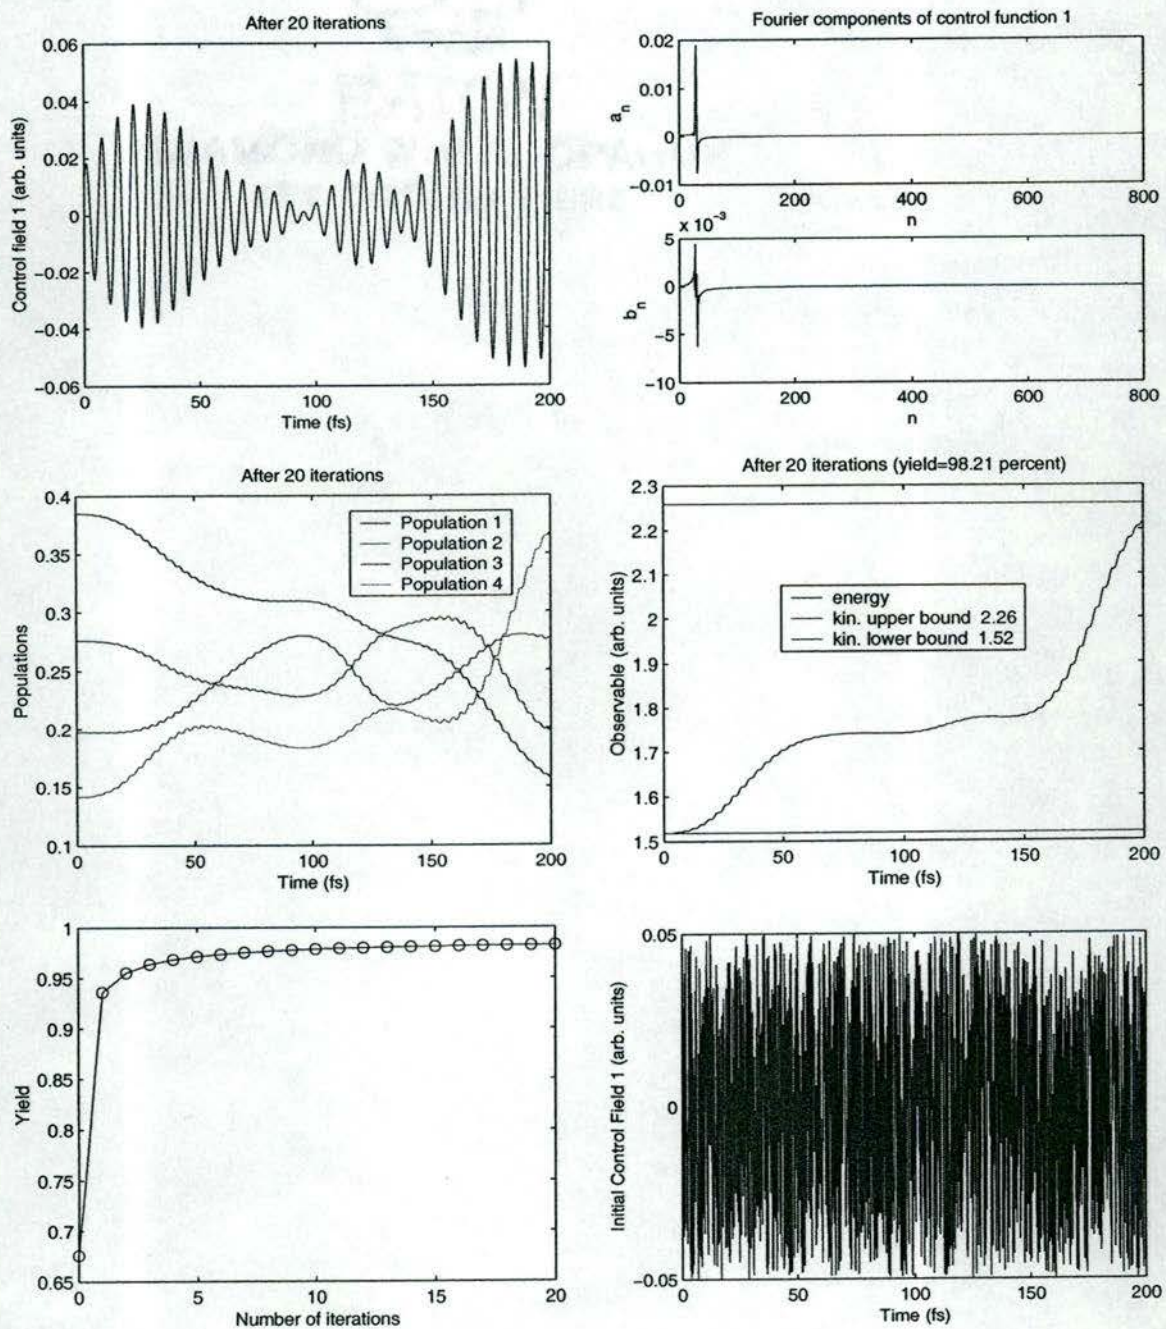 After 20 iterations
Control field 1 (arb. units)
0.06
0.04
0.02
0
−0.02
−0.04
−0.06
0 50 100 150 200
Time (fs)
Fourier components of control function 1
a_n
0.02
0.01
0
−0.01
0 200 400 600 800
n
x 10^-3
b_n
5
0
−5
−10
0 200 400 600 800
n
After 20 iterations
Populations
0.4
0.35
0.3
0.25
0.2
0.15
0.1
Population 1
Population 2
Population 3
Population 4
0 50 100 150 200
Time (fs)
After 20 iterations (yield=98.21 percent)
Observable (arb. units)
2.3
2.2
2.1
2
1.9
1.8
1.7
1.6
1.5
energy
kin. upper bound 2.26
kin. lower bound 1.52
0 50 100 150 200
Time (fs)
Yield
1
0.95
0.9
0.85
0.8
0.75
0.7
0.65
0 5 10 15 20
Number of iterations
Initial Control Field 1 (arb. units)
0.05
0
−0.05
0 50 100 150 200
Time (fs)